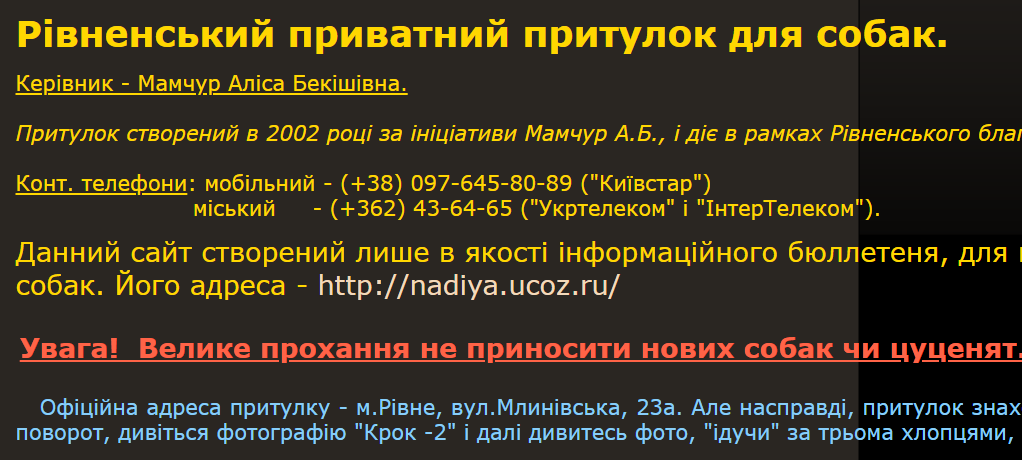 Рівненський приватний притулок для собак.
Керівник - Мамчур Аліса Бекішівна.
Притулок створений в 2002 році за ініціативи Мамчур А.Б., і діє в рамках Рівненського
Конт. телефони: мобільний - (+38) 097-645-80-89 ("Київстар")
міський - (+362) 43-64-65 ("Укртелеком" і "ІнтерТелеком").
Данний сайт створений лише в якості інформаційного бюллетеня, для
собак. Його адреса - http://nadiya.ucoz.ru/
Увага! Велике прохання не приносити нових собак чи цуценят.
Офіційна адреса притулку - м.Рівне, вул.Млинівська, 23а. Але насправді, притулок
поворот, дивіться фотографію "Крок -2" і далі дивитесь фото, "ідучи" за трьома хлопцями,